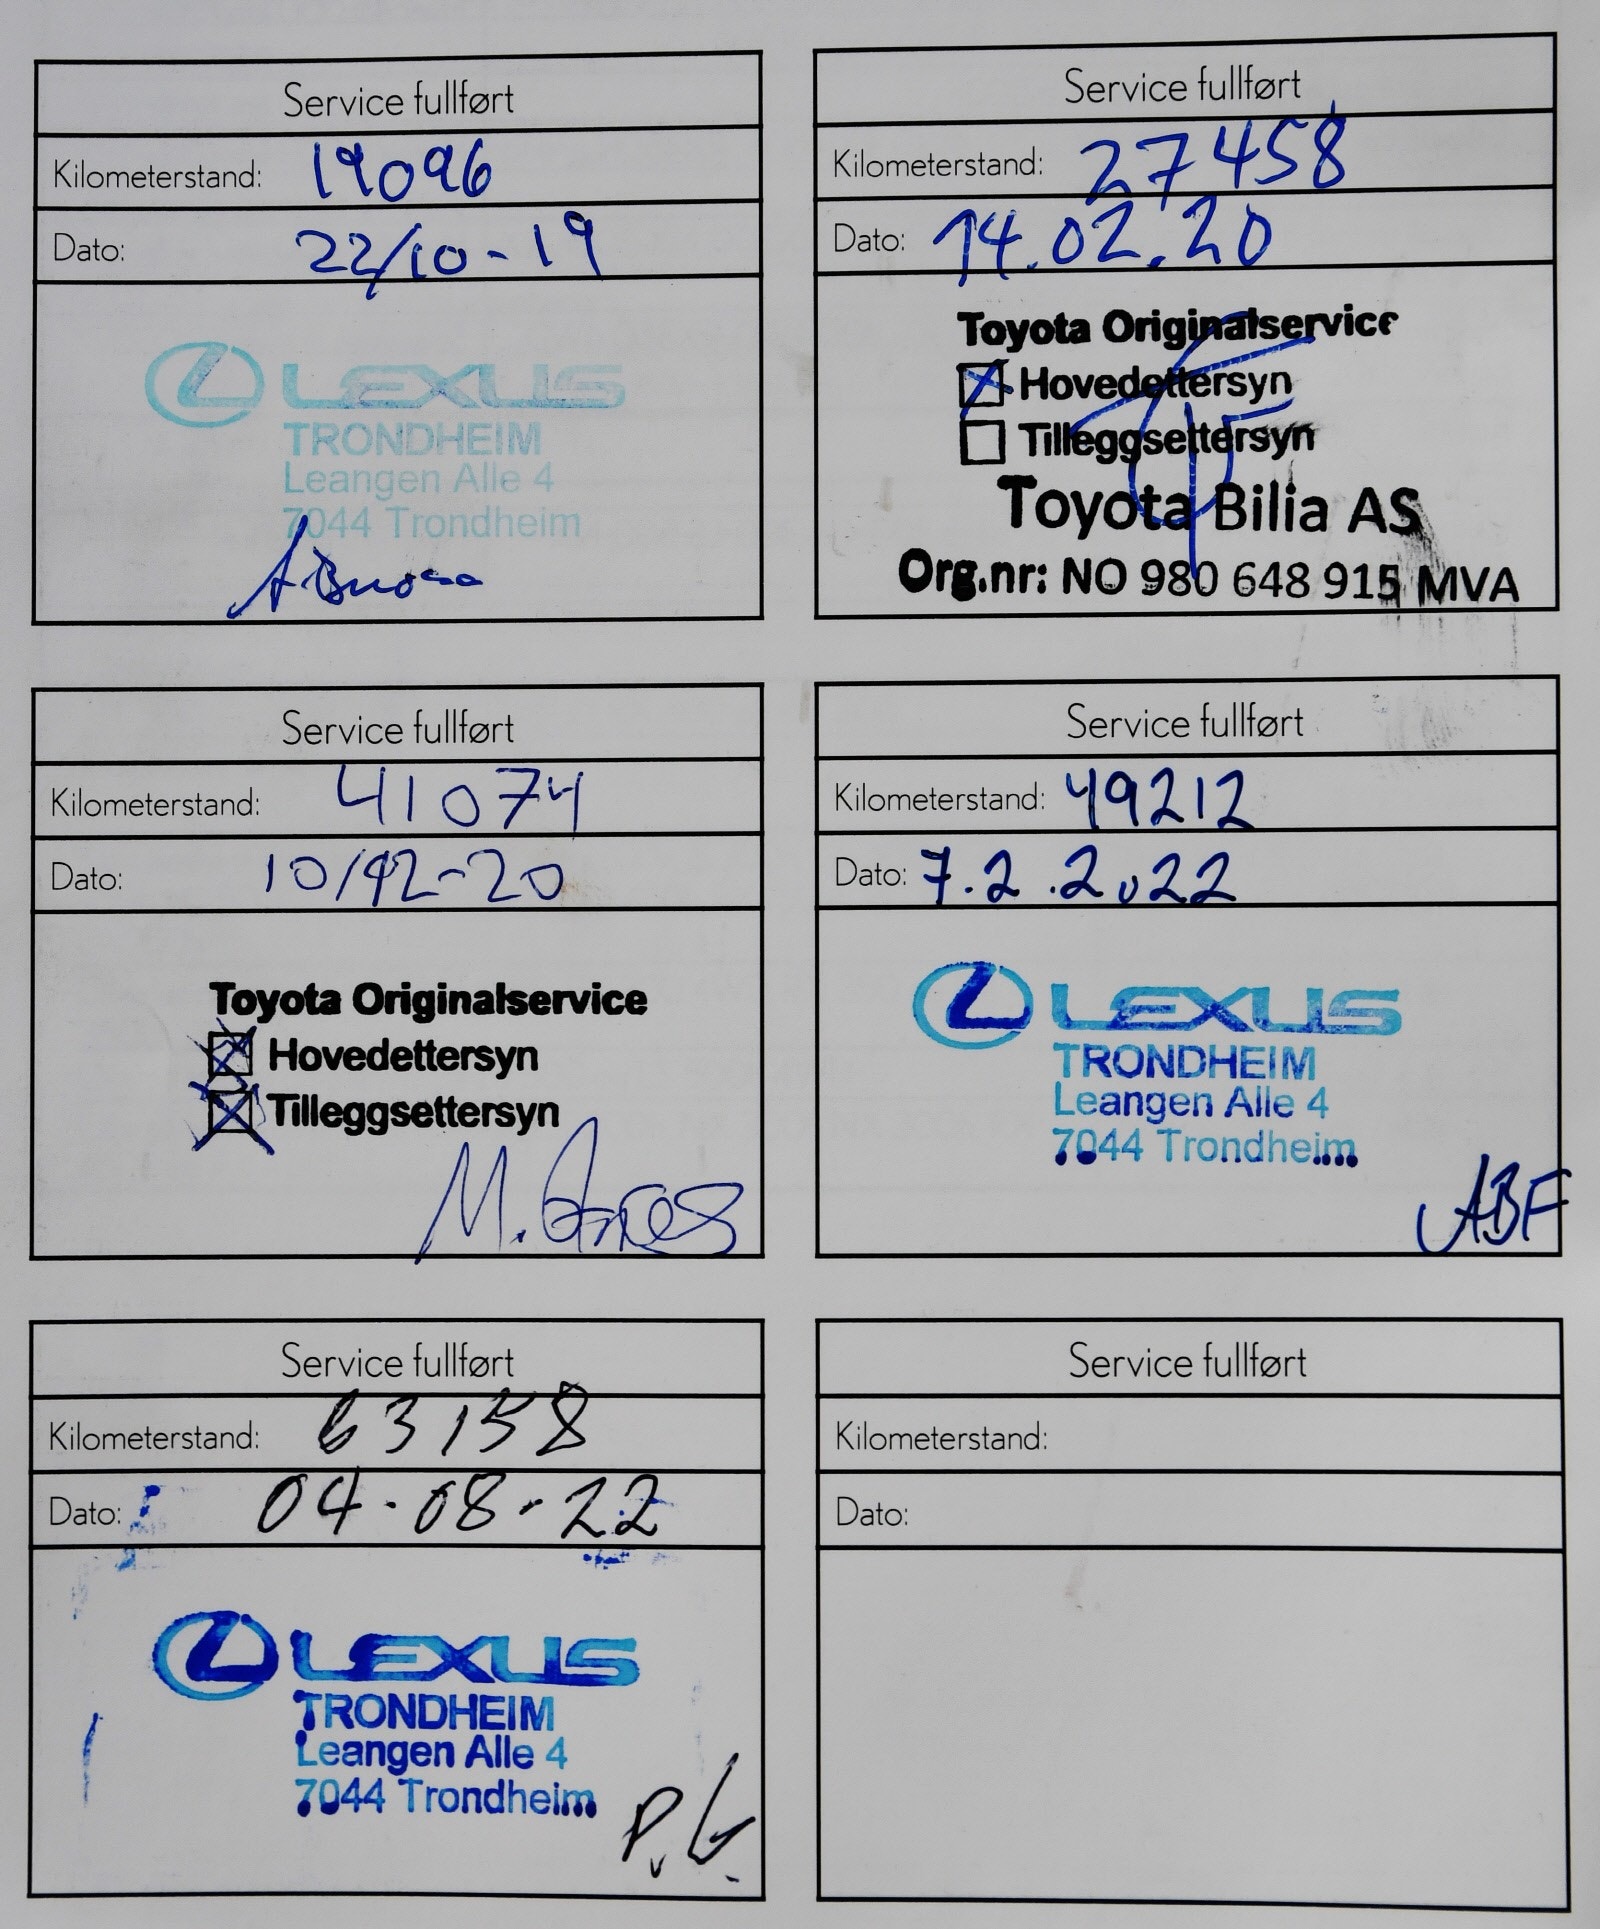 Service fullført
Kilometerstand: 19096
Dato: 22/10-19
LEXUS
TRONDHEIM
Leangen Alle 4
7044 Trondheim
Service fullført
Kilometerstand: 27458
Dato: 14.02.20
Toyota Originalservice
Hovedettersyn
Tilleggsettersyn
Toyota Bilia AS
Org.nr: NO 980 648 915 MVA
Service fullført
Kilometerstand: 41074
Dato: 10/12-20
Toyota Originalservice
Hovedettersyn
Tilleggsettersyn
Service fullført
Kilometerstand: 49212
Dato: 7.2.2022
LEXUS
TRONDHEIM
Leangen Alle 4
7044 Trondheim
ABF
Service fullført
Kilometerstand: 63158
Dato: 04-08-22
LEXUS
TRONDHEIM
Leangen Alle 4
7044 Trondheim
Service fullført
Kilometerstand:
Dato: